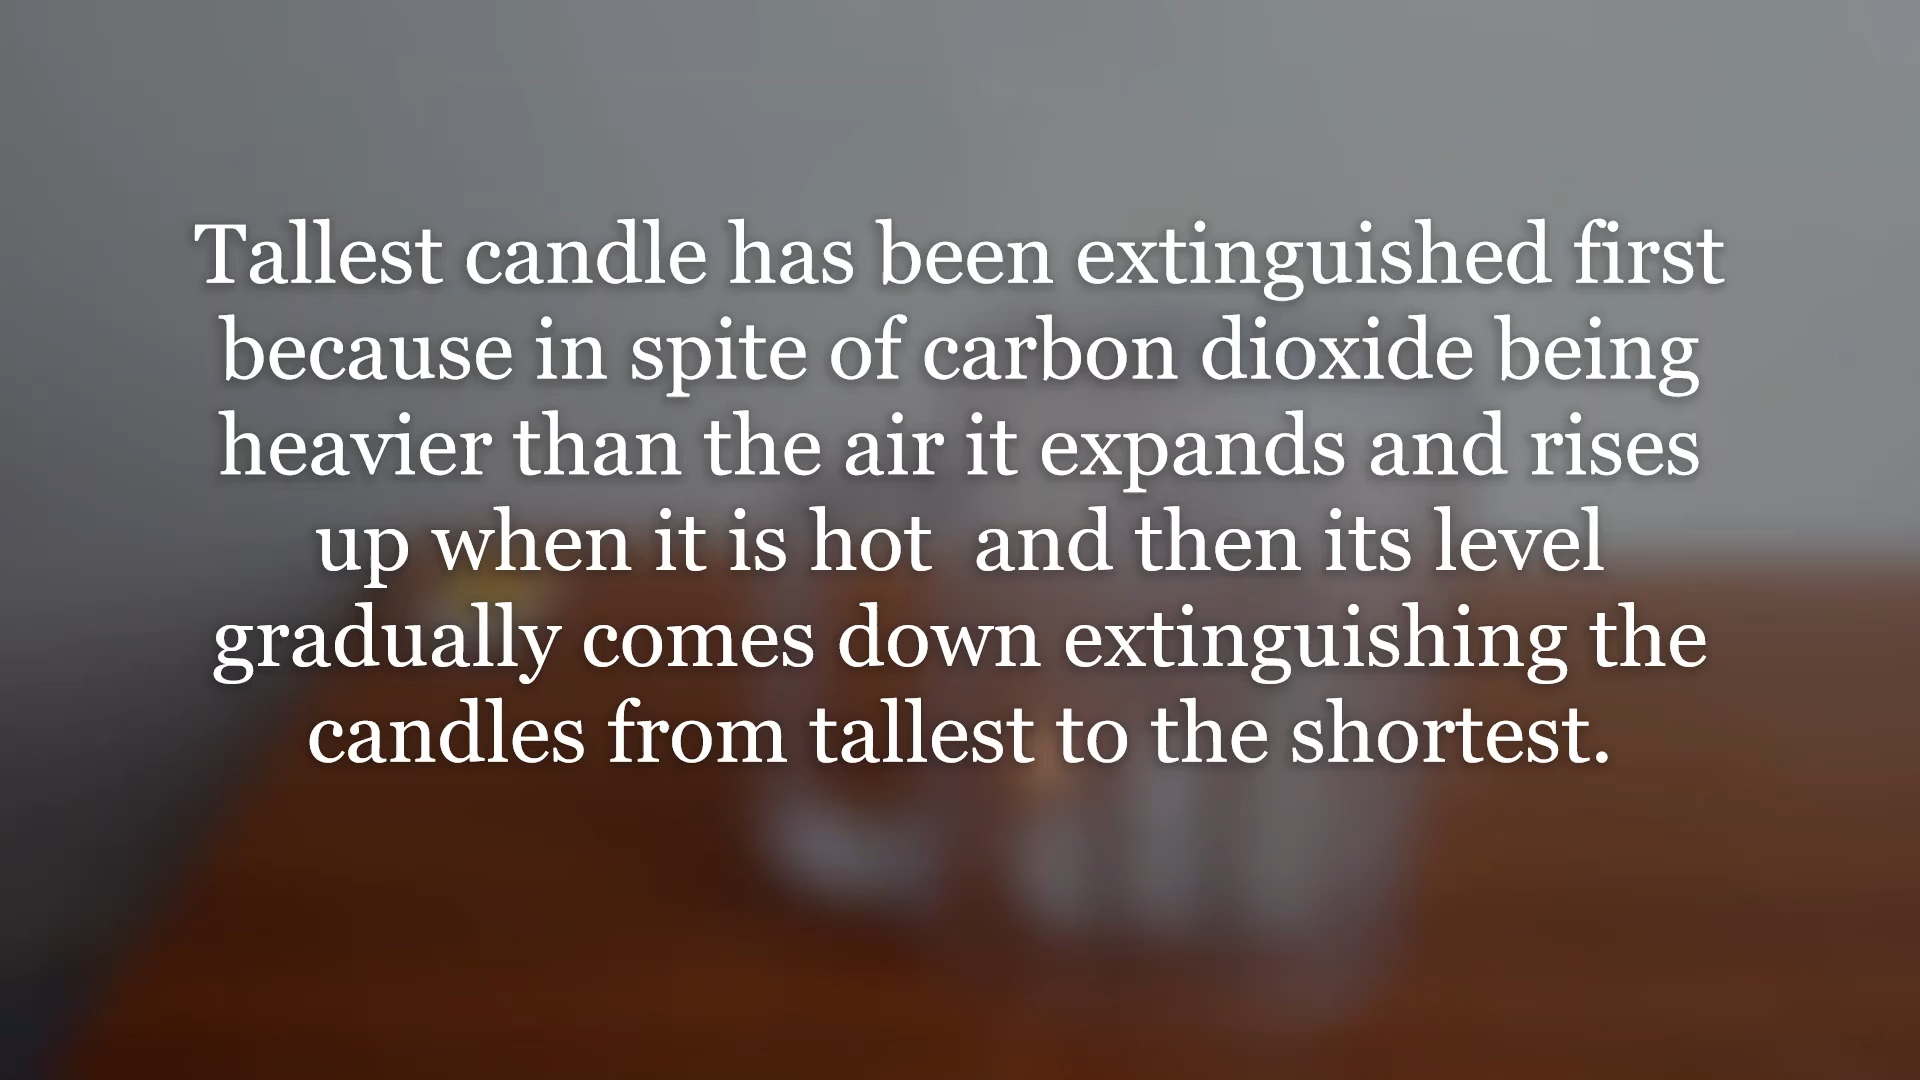 Tallest candle has been extinguished first
because in spite of carbon dioxide being
heavier than the air it expands and rises
up when it is hot  and then its level
gradually comes down extinguishing the
candles from tallest to the shortest.